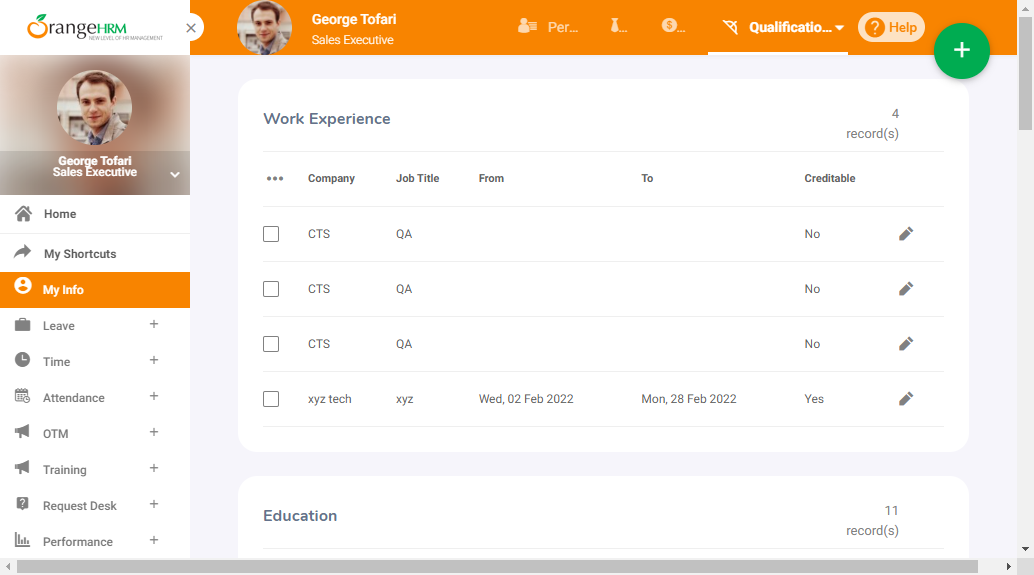 OrangeHRM
NEW LEVEL OF HR MANAGEMENT
George Tofari
Sales Executive
Per...
...
$...
Qualificatio...
? Help
+
George Tofari
Sales Executive
Home
My Shortcuts
My Info
Leave +
Time +
Attendance +
OTM +
Training +
Request Desk +
Performance +
Work Experience
4
record(s)
••• Company Job Title From To Creditable
CTS QA No
CTS QA No
CTS QA No
xyz tech xyz Wed, 02 Feb 2022 Mon, 28 Feb 2022 Yes
Education
11
record(s)